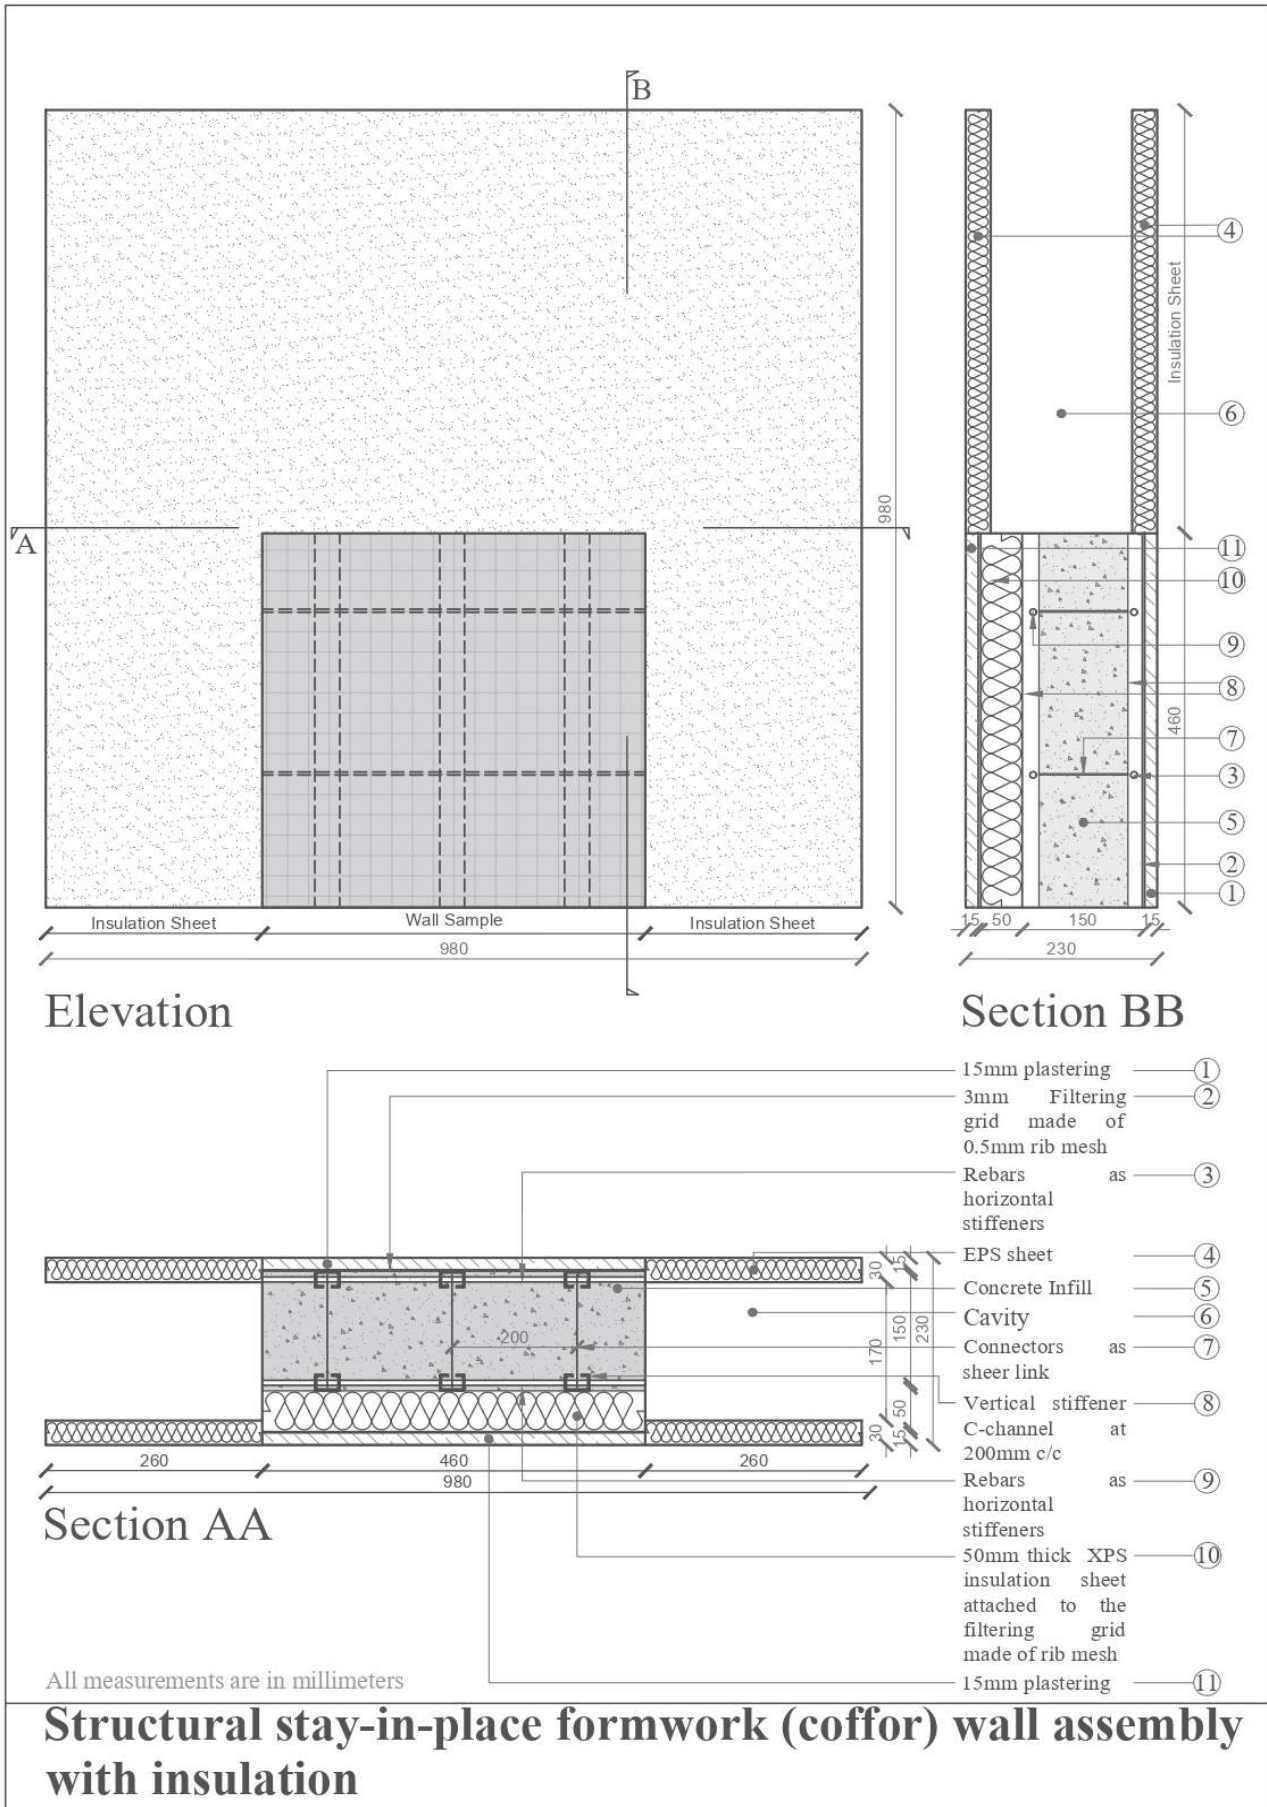 B
4
Insulation Sheet
6
980
A
11
10
9
8
460
7
3
5
2
1
Insulation Sheet
Wall Sample
Insulation Sheet
980
15
50
150
15
230
Elevation
Section BB
15mm plastering
1
3mm Filtering
2
grid made of
0.5mm rib mesh
Rebars as
3
horizontal
stiffeners
EPS sheet
4
Concrete Infill
5
Cavity
6
Connectors as
7
sheer link
Vertical stiffener
8
C-channel at
200mm c/c
Rebars as
9
horizontal
stiffeners
50mm thick XPS
10
insulation sheet
attached to the
filtering grid
made of rib mesh
15mm plastering
11
200
30
15
170
150
230
50
30
15
260
460
260
980
Section AA
All measurements are in millimeters
Structural stay-in-place formwork (coffor) wall assembly
with insulation